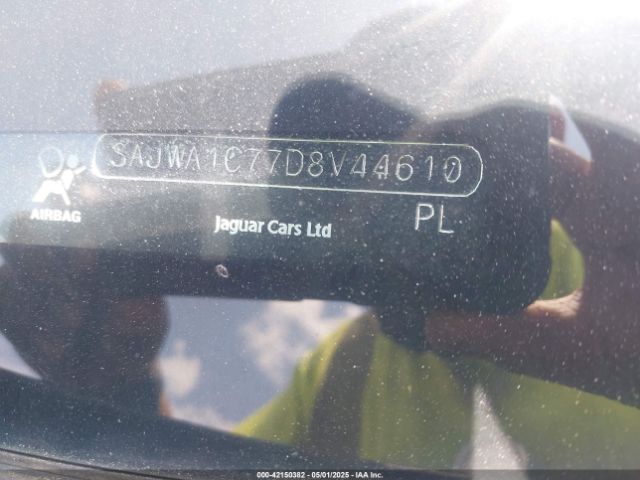 SAJWA1C77D8V44610
AIRBAG
Jaguar Cars Ltd
PL
000-42150382 - 05/01/2025 - IAA, Inc.